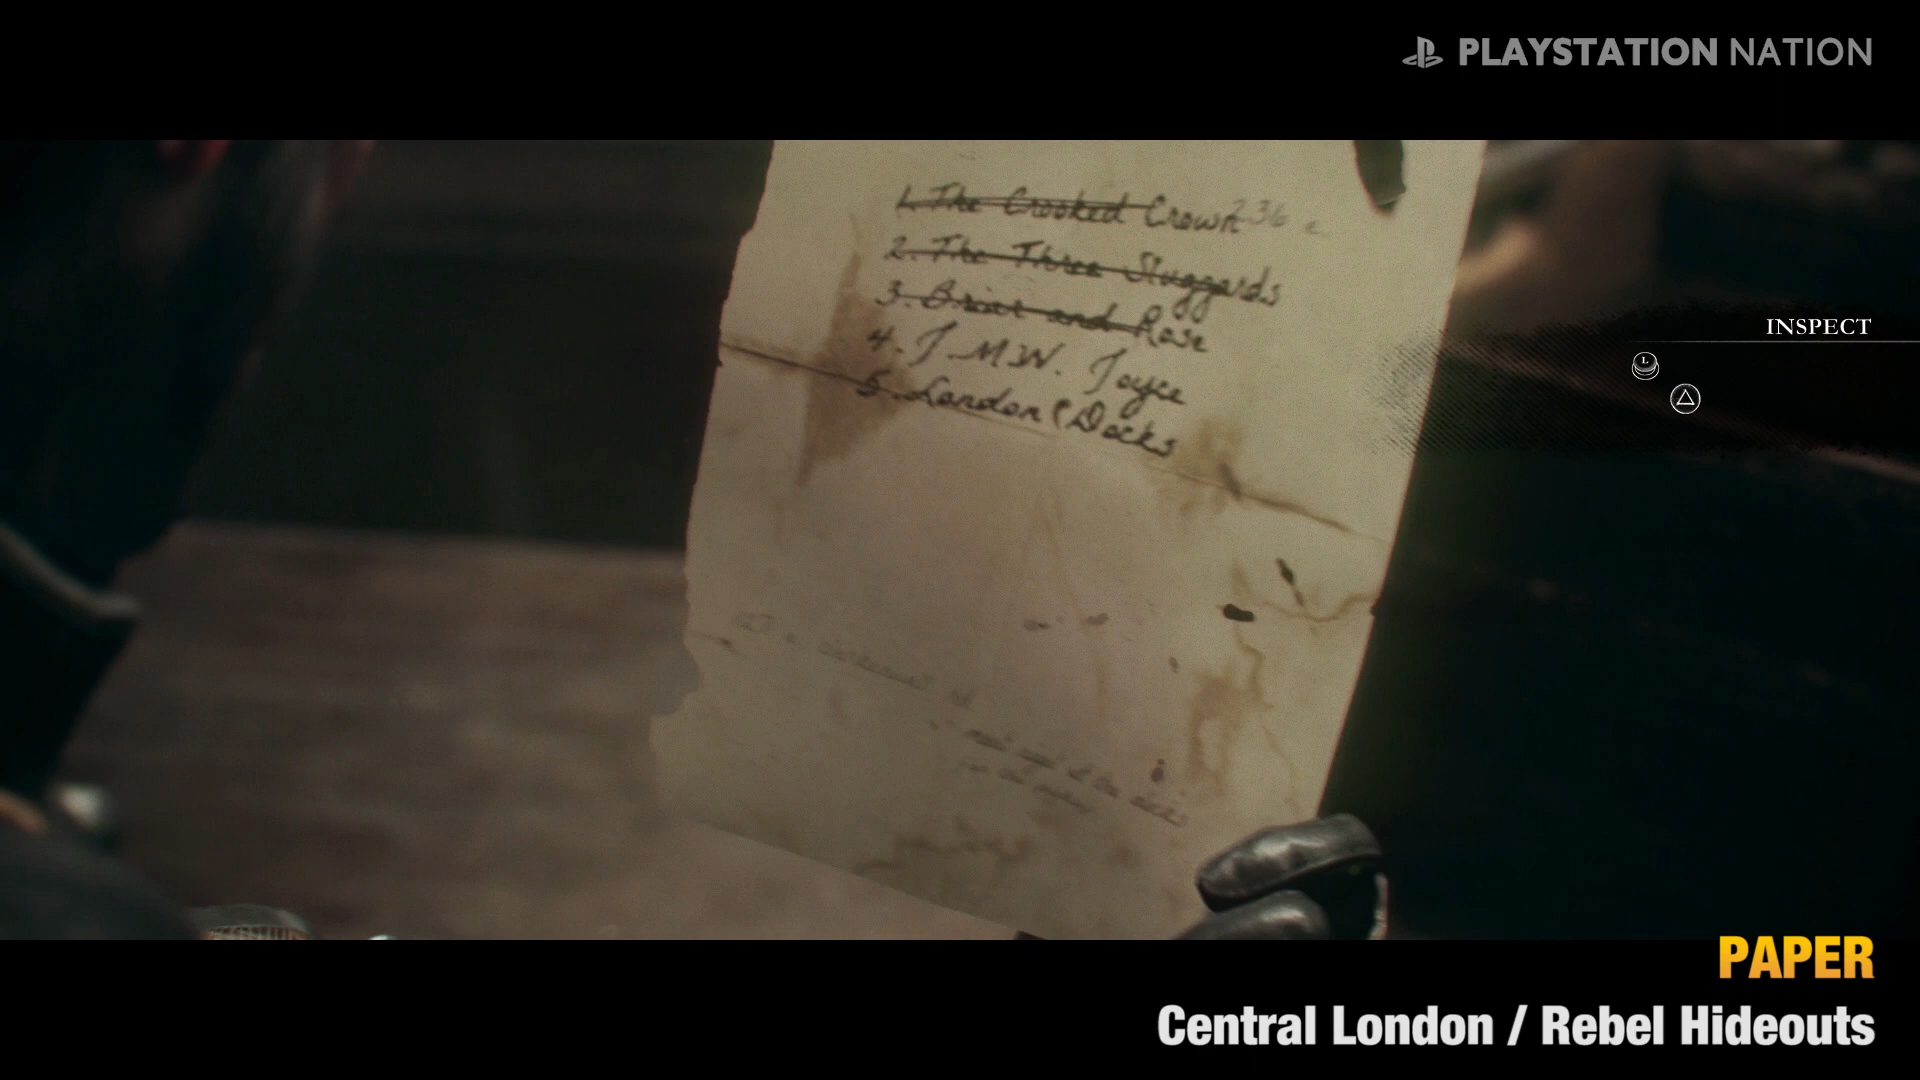 PLAYSTATION NATION
1. The Crooked Crown 236
2. The Three Sluggards
3. Briar and Rose
4. J. M.W. Joyce
5. London Docks
INSPECT
L
PAPER
Central London / Rebel Hideouts